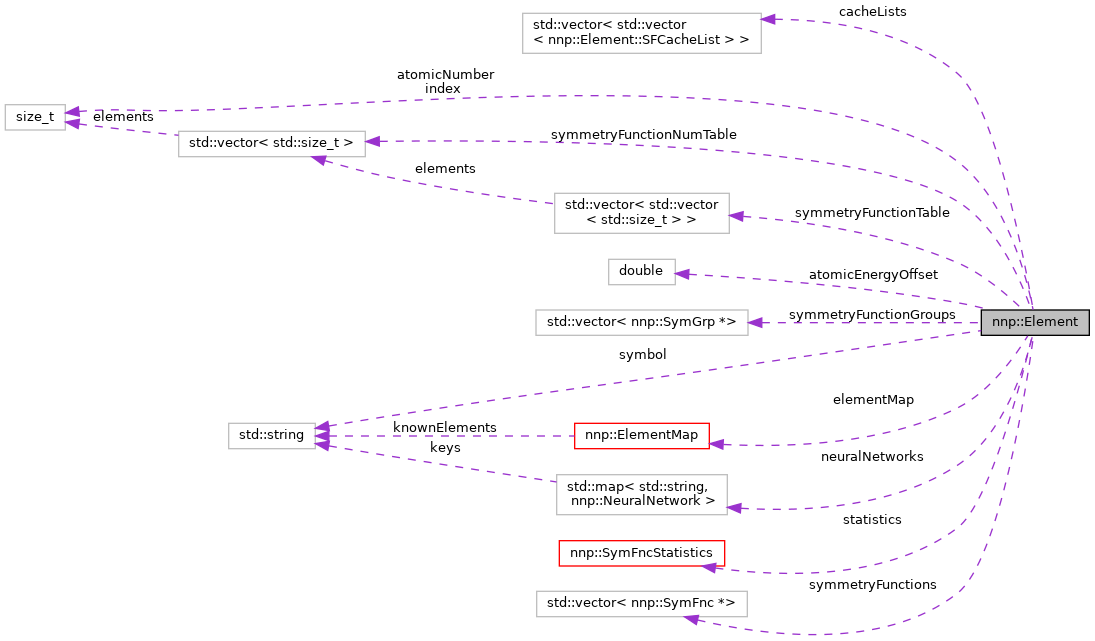 cacheLists
std::vector< std::vector
< nnp::Element::SFCacheList > >
atomicNumber
index
size_t
elements
std::vector< std::size_t >
symmetryFunctionNumTable
elements
std::vector< std::vector
< std::size_t > >
symmetryFunctionTable
double
atomicEnergyOffset
std::vector< nnp::SymGrp *>
symmetryFunctionGroups
nnp::Element
symbol
elementMap
std::string
knownElements
nnp::ElementMap
keys
neuralNetworks
std::map< std::string,
nnp::NeuralNetwork >
statistics
nnp::SymFncStatistics
symmetryFunctions
std::vector< nnp::SymFnc *>